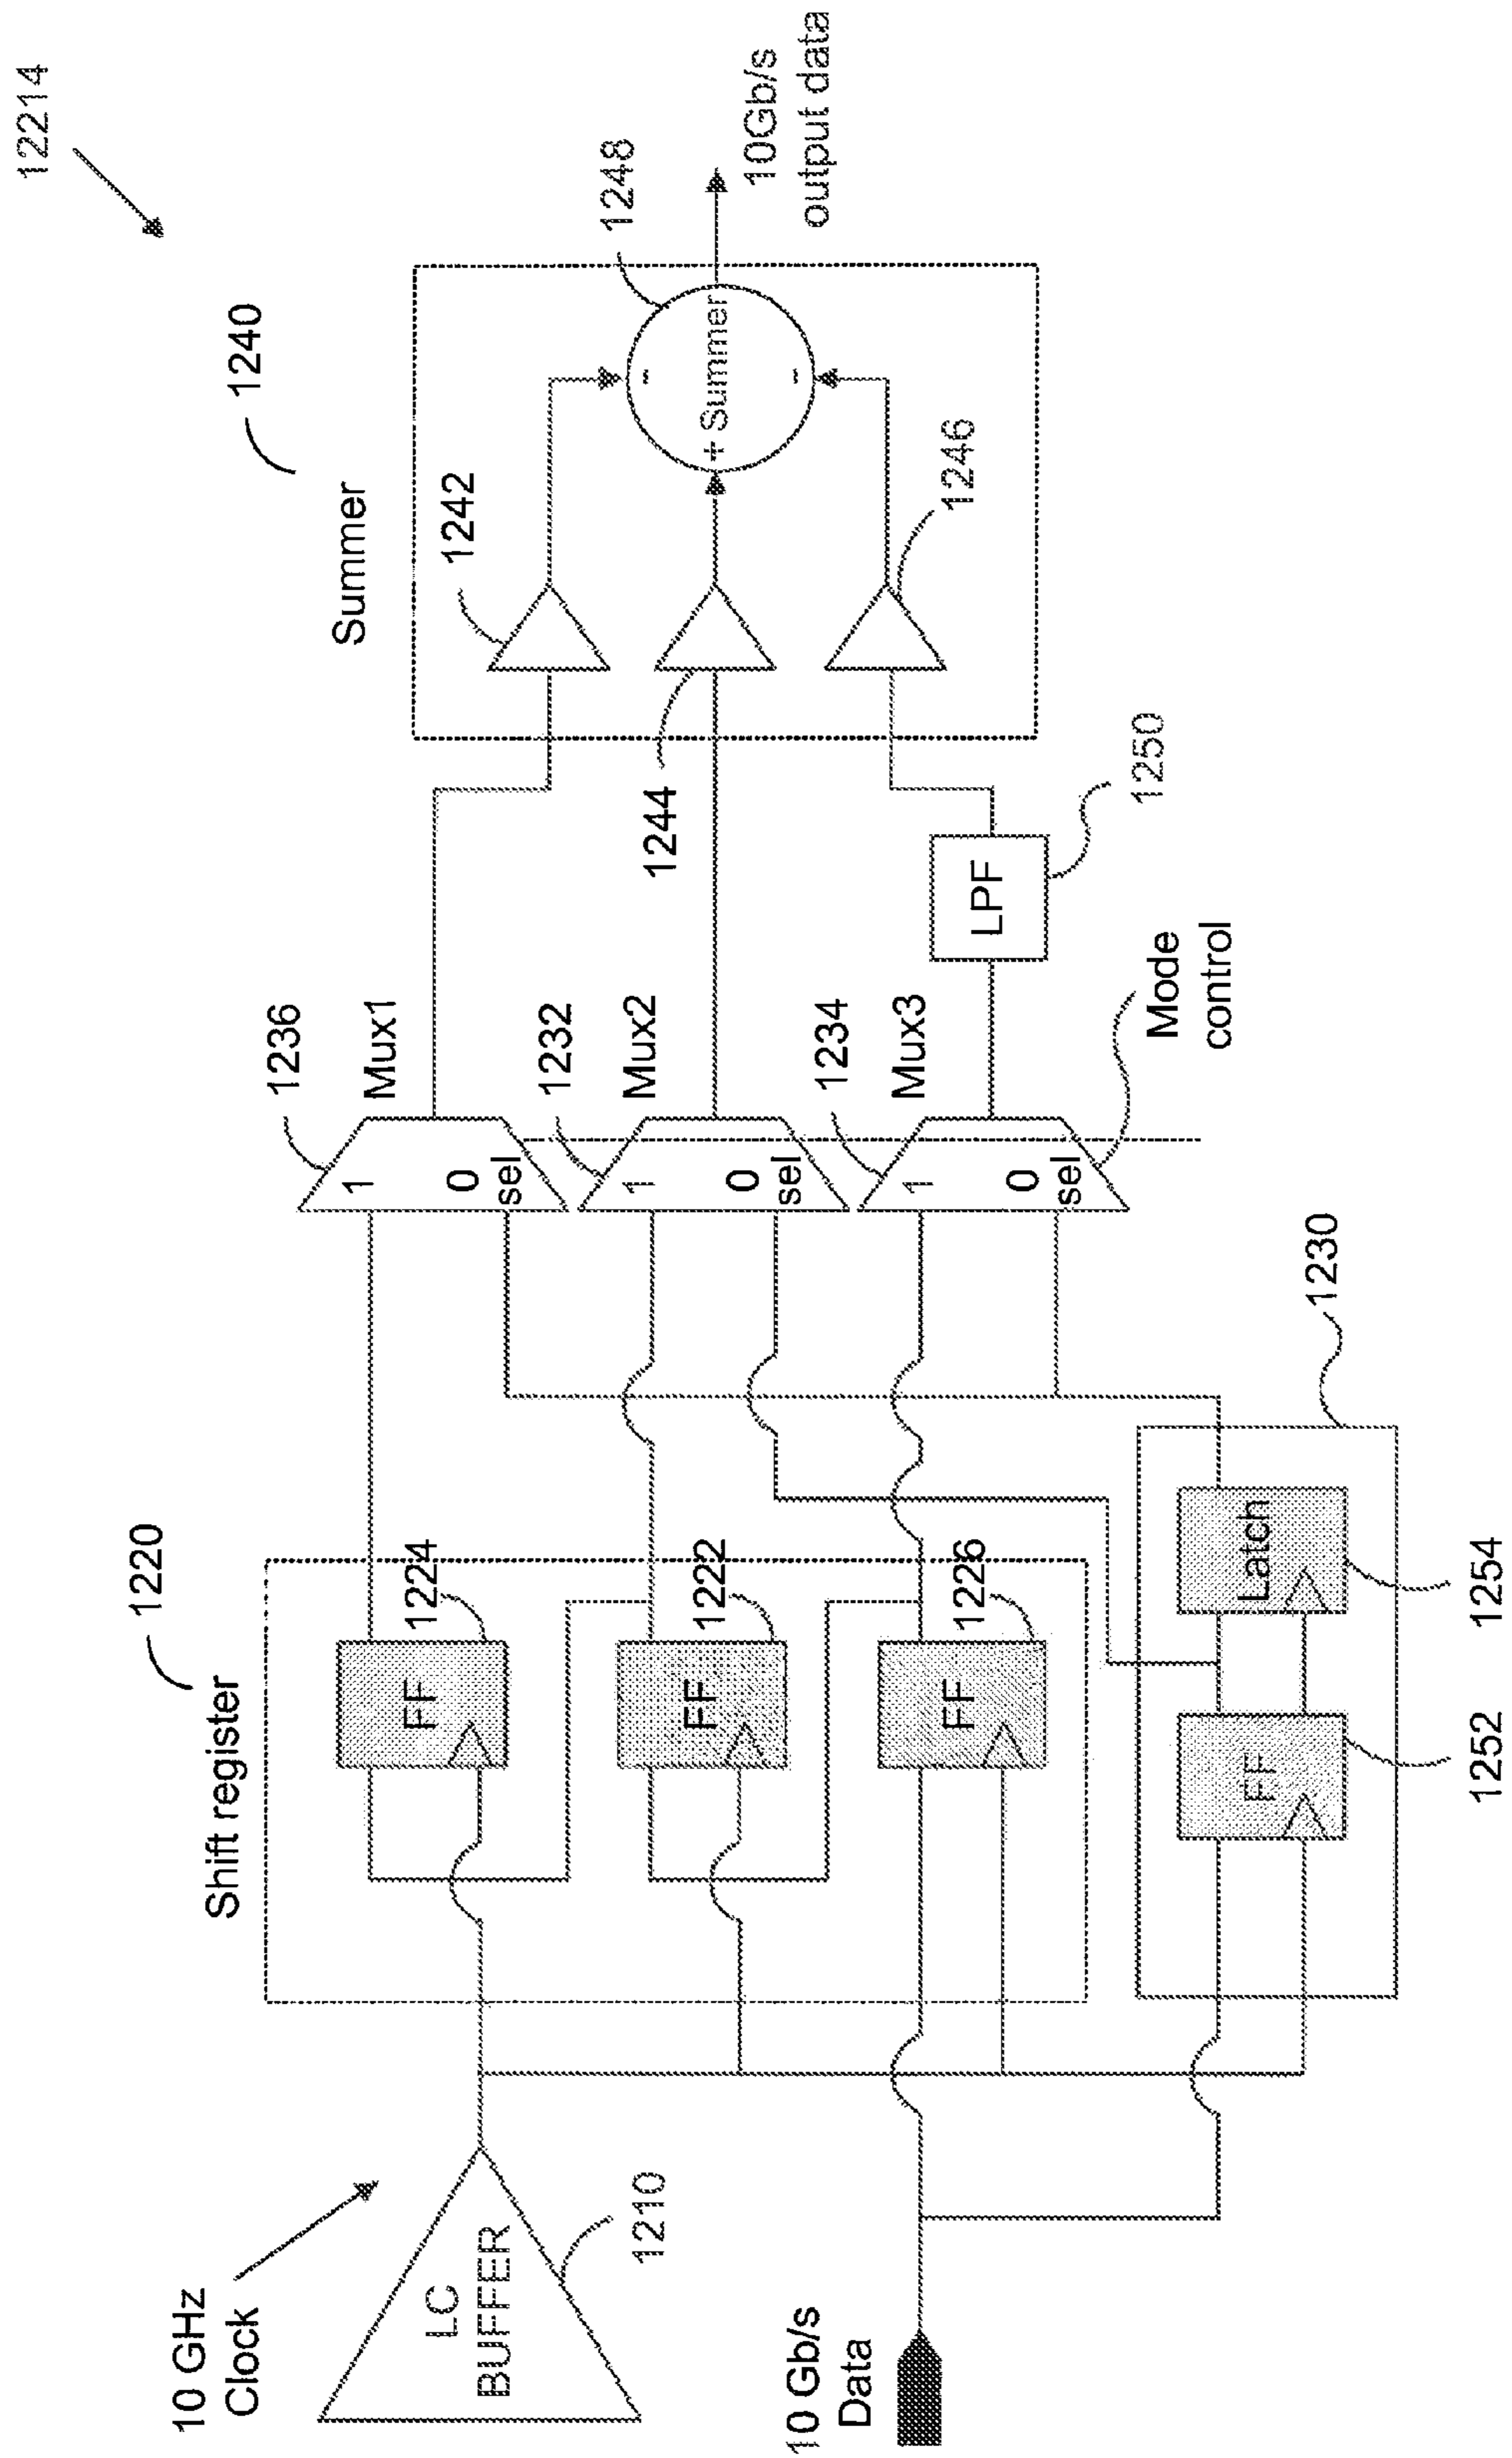 12214
10 GHz
Clock
LC
BUFFER
1210
10 Gb/s
Data
Shift register
1220
FF
1224
FF
1222
FF
1226
FF
1252
Latch
1254
1230
1236
Mux1
1
0
sel
1232
Mux2
1
0
sel
1234
Mux3
1
0
sel
Mode
control
LPF
1250
Summer
1240
1242
1244
1246
-
+ Summer
-
1248
10Gb/s
output data